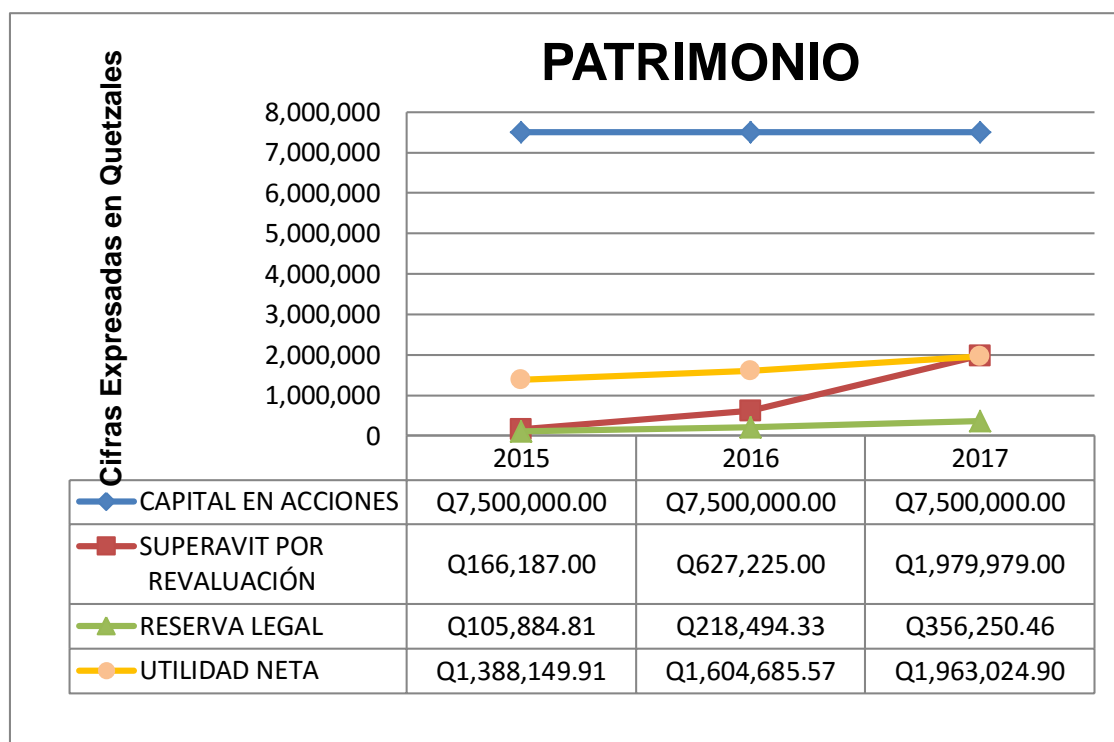 PATRIMONIO
Cifras Expresadas en Quetzales
8,000,000
7,000,000
6,000,000
5,000,000
4,000,000
3,000,000
2,000,000
1,000,000
0
2015 2016 2017
CAPITAL EN ACCIONES Q7,500,000.00 Q7,500,000.00 Q7,500,000.00
SUPERAVIT POR
REVALUACIÓN Q166,187.00 Q627,225.00 Q1,979,979.00
RESERVA LEGAL Q105,884.81 Q218,494.33 Q356,250.46
UTILIDAD NETA Q1,388,149.91 Q1,604,685.57 Q1,963,024.90